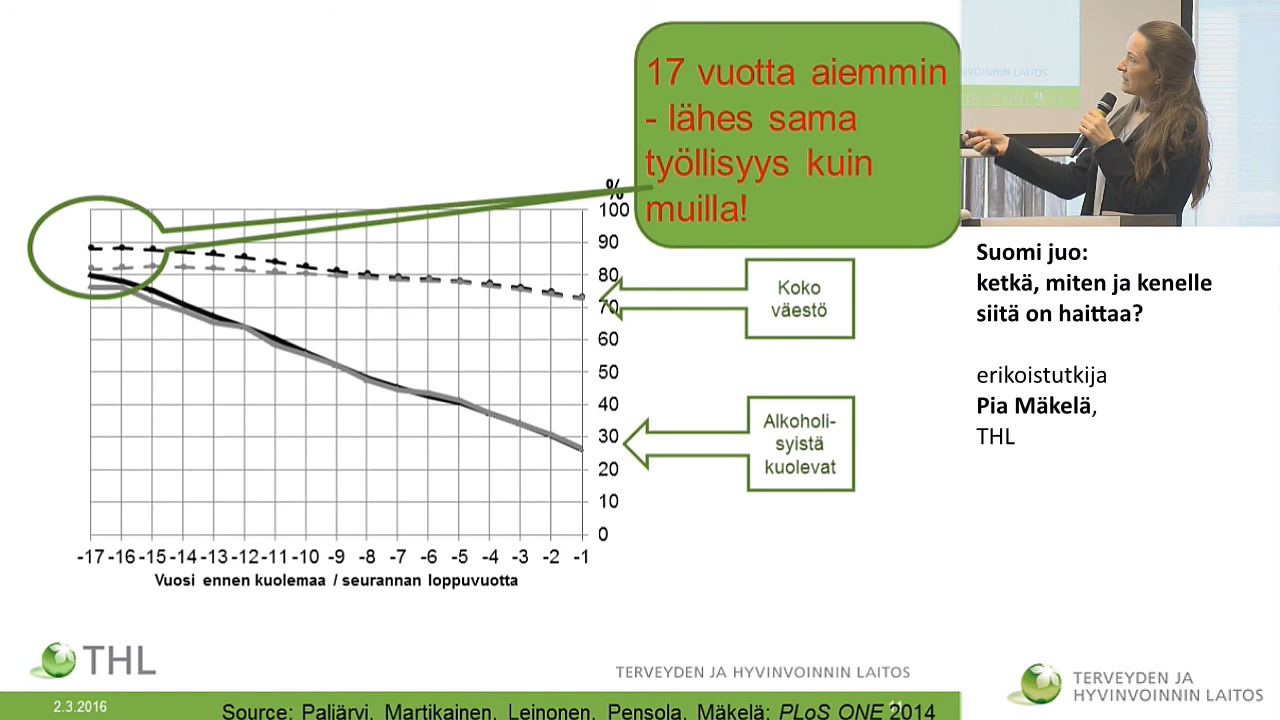 17 vuotta aiemmin
- lähes sama
työllisyys kuin
muilla!
%
100
90
80
70
60
50
40
30
20
10
0
-17 -16 -15 -14 -13 -12 -11 -10 -9 -8 -7 -6 -5 -4 -3 -2 -1
Vuosi ennen kuolemaa / seurannan loppuvuotta
Koko
väestö
Alkoholi-
syistä
kuolevat
THL
TERVEYDEN JA HYVINVOINNIN LAITOS
2.3.2016
Source: Paljärvi, Martikainen, Leinonen, Pensola, Mäkelä: PLoS ONE 2014
Suomi juo:
ketkä, miten ja kenelle
siitä on haittaa?
erikoistutkija
Pia Mäkelä,
THL
TERVEYDEN JA
HYVINVOINNIN LAITOS